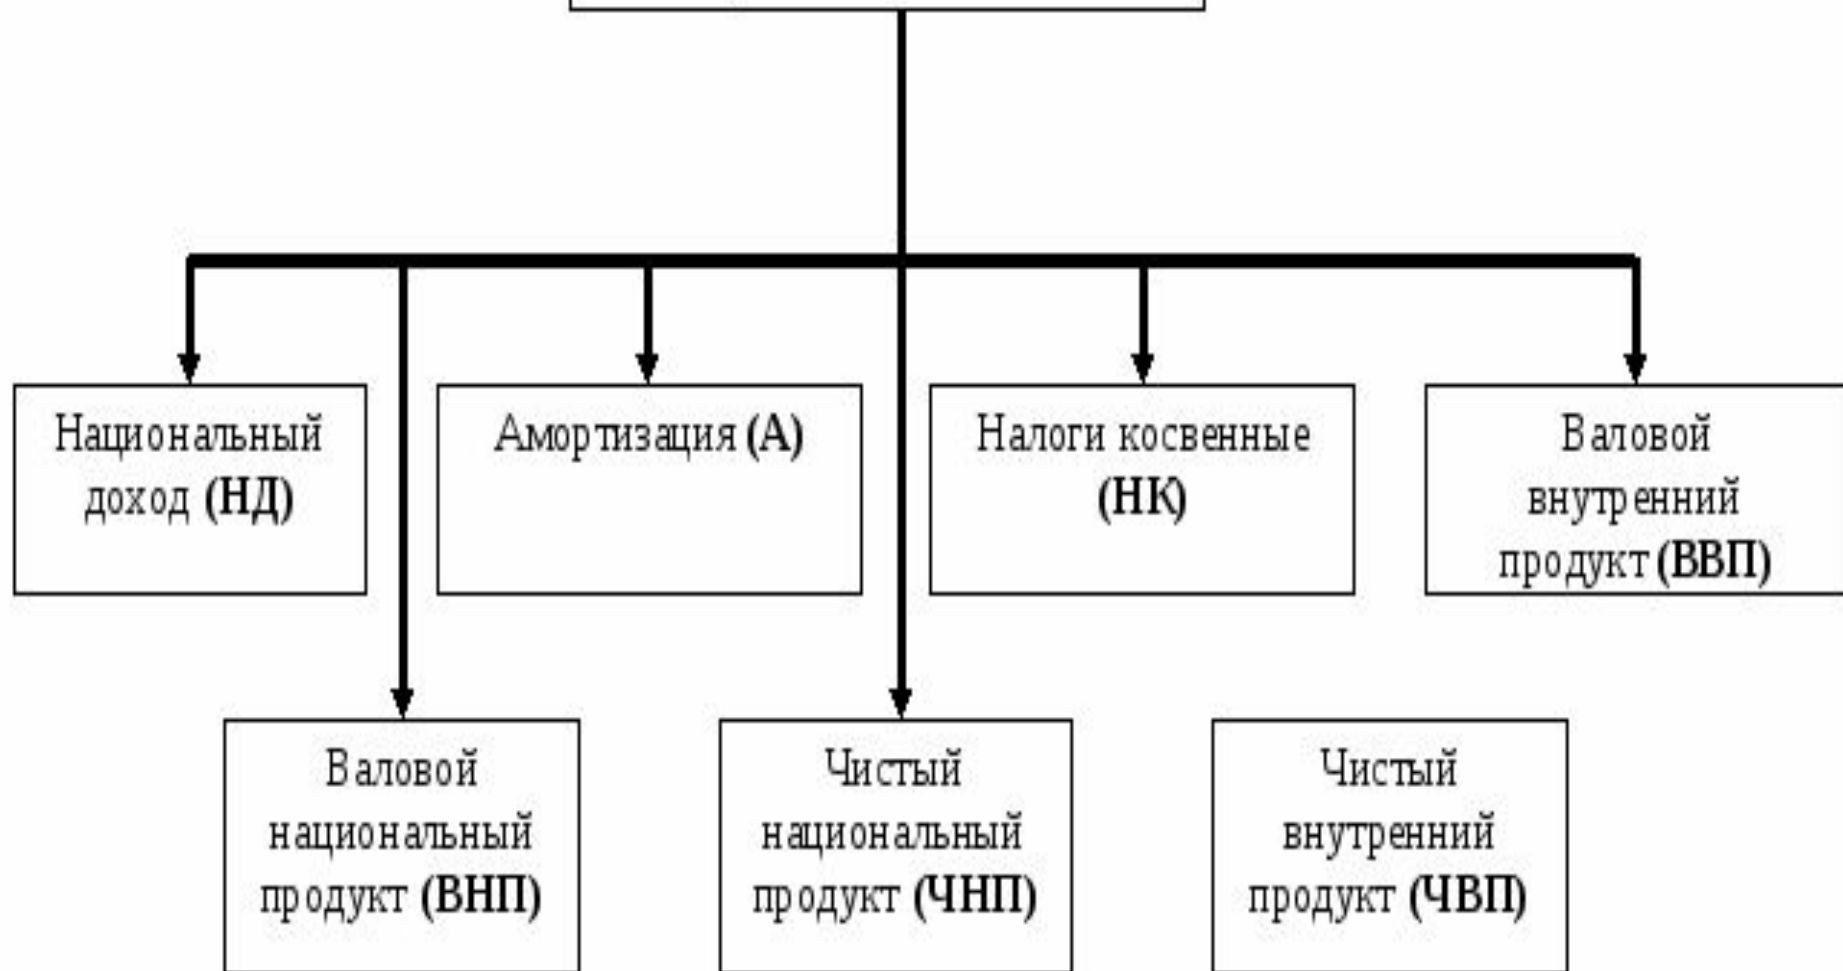 Национальный
доход (НД)
Амортизация (А)
Налоги косвенные
(НК)
Валовой
внутренний
продукт (ВВП)
Валовой
национальный
продукт (ВНП)
Чистый
национальный
продукт (ЧНП)
Чистый
внутренний
продукт (ЧВП)